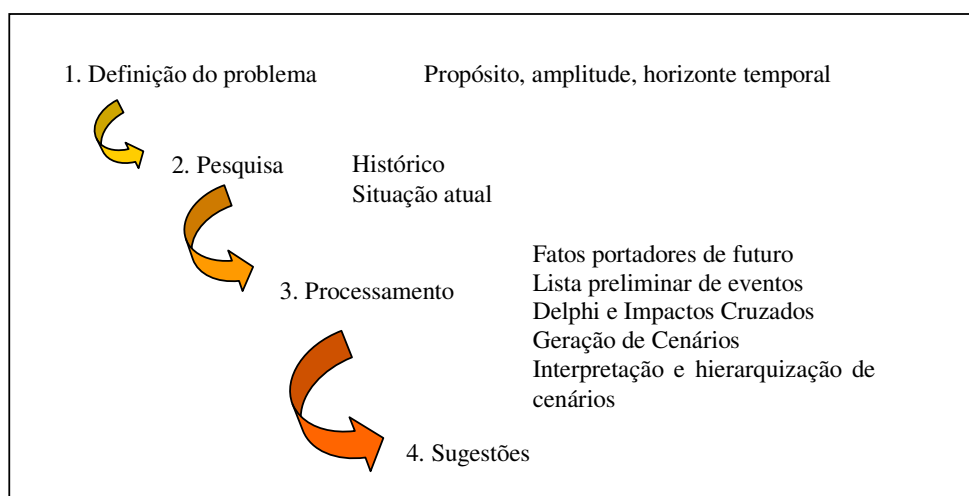 1. Definição do problema
Propósito, amplitude, horizonte temporal
2. Pesquisa
Histórico
Situação atual
3. Processamento
Fatos portadores de futuro
Lista preliminar de eventos
Delphi e Impactos Cruzados
Geração de Cenários
Interpretação e hierarquização de
cenários
4. Sugestões